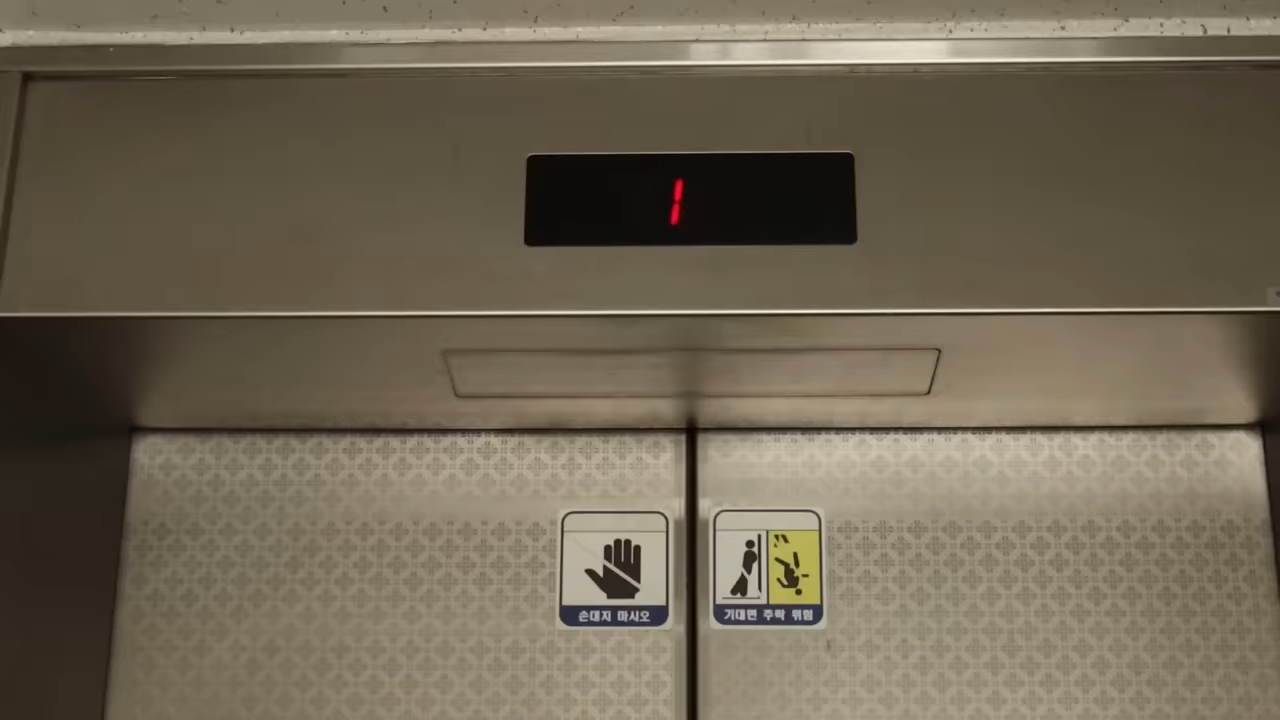 1
손대지 마시오
기대면 추락 위험